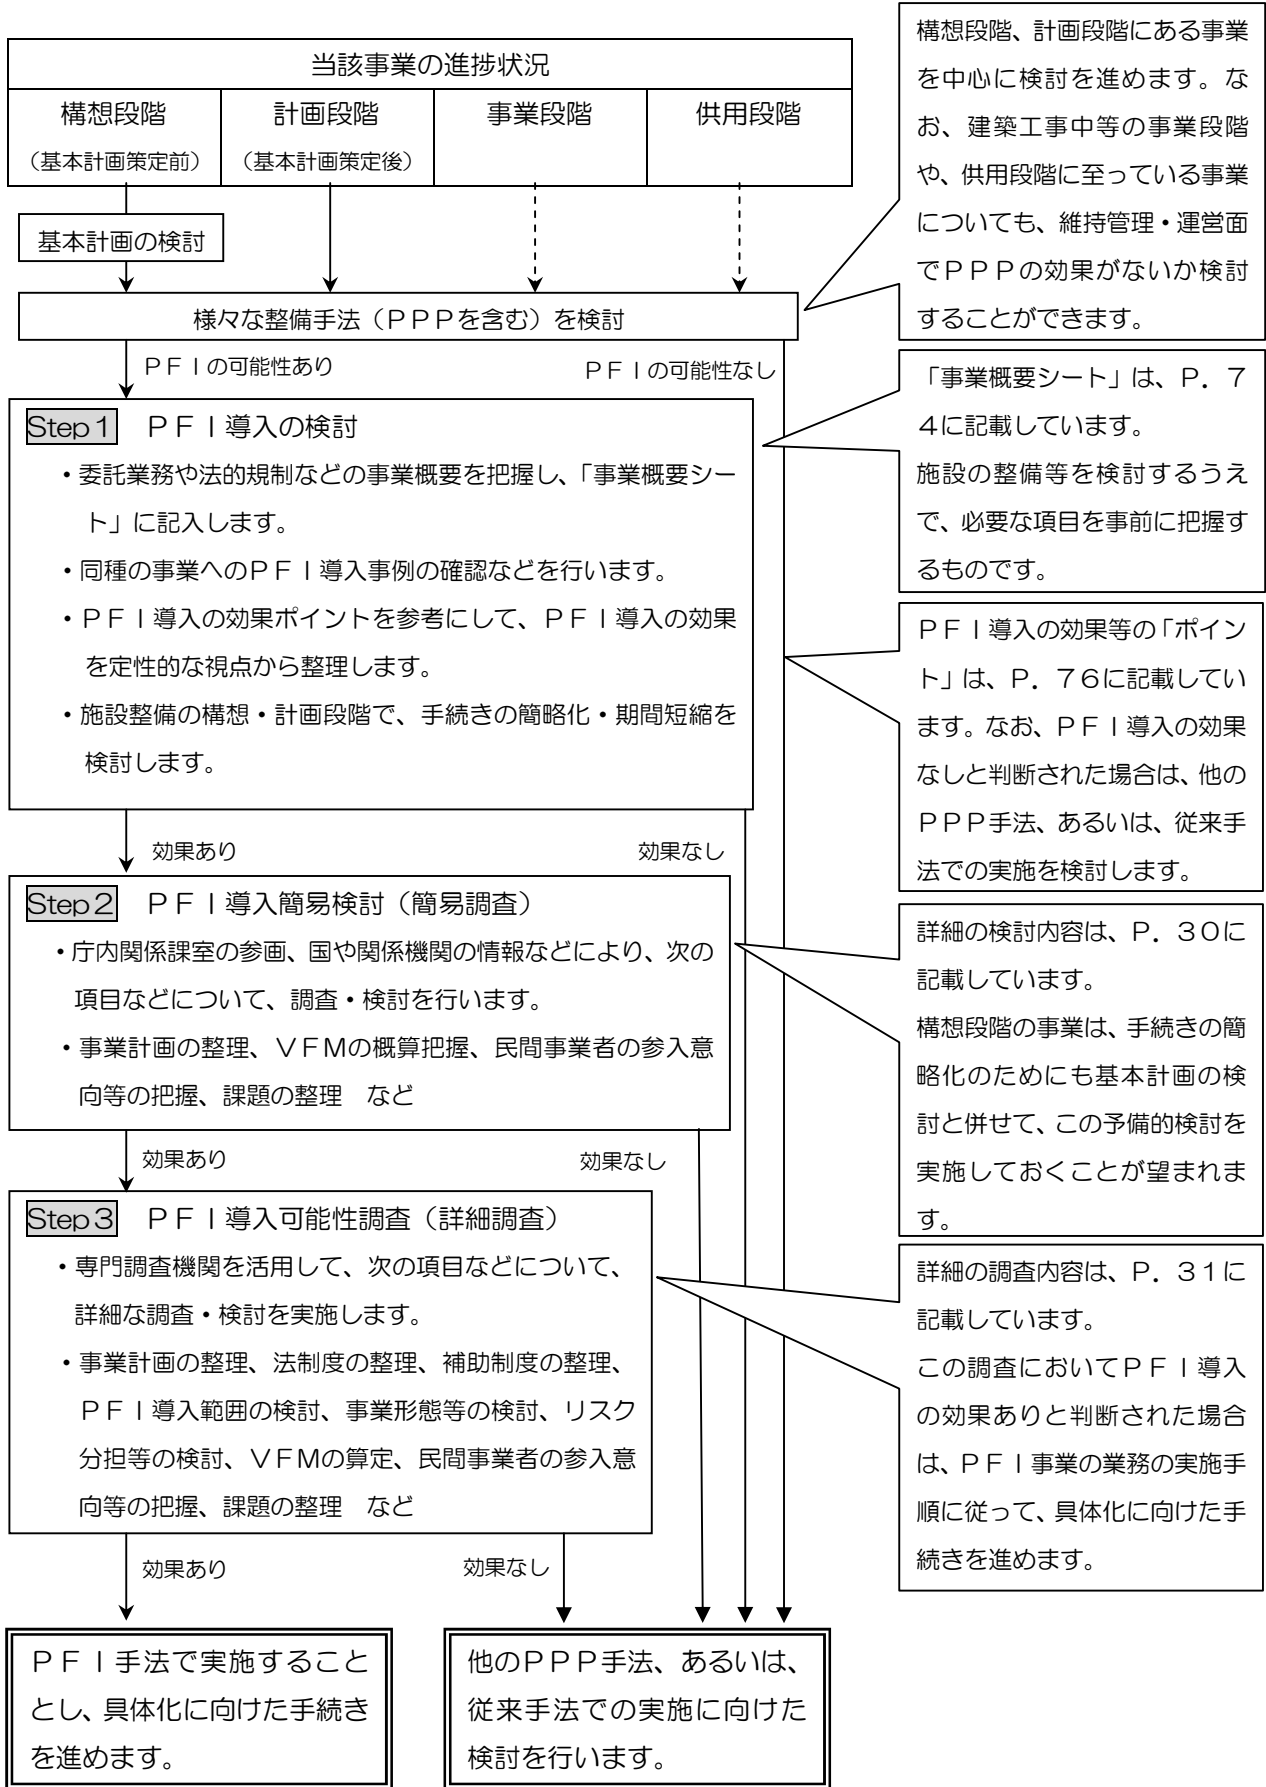 当該事業の進捗状況
構想段階
（基本計画策定前）
計画段階
（基本計画策定後）
事業段階
供用段階
基本計画の検討
様々な整備手法（ＰＰＰを含む）を検討
構想段階、計画段階にある事業
を中心に検討を進めます。な
お、建築工事中等の事業段階
や、供用段階に至っている事業
についても、維持管理・運営面
でＰＰＰの効果がないか検討
することができます。
ＰＦＩの可能性あり
ＰＦＩの可能性なし
Step１　ＰＦＩ導入の検討
・委託業務や法的規制などの事業概要を把握し、「事業概要シー
ト」に記入します。
・同種の事業へのＰＦＩ導入事例の確認などを行います。
・ＰＦＩ導入の効果ポイントを参考にして、ＰＦＩ導入の効果
を定性的な視点から整理します。
・施設整備の構想・計画段階で、手続きの簡略化・期間短縮を
検討します。
「事業概要シート」は、Ｐ．７
４に記載しています。
施設の整備等を検討するうえ
で、必要な項目を事前に把握す
るものです。
ＰＦＩ導入の効果等の「ポイン
ト」は、Ｐ．７６に記載してい
ます。なお、ＰＦＩ導入の効果
なしと判断された場合は、他の
ＰＰＰ手法、あるいは、従来手
法での実施を検討します。
効果あり
効果なし
Step２　ＰＦＩ導入簡易検討（簡易調査）
・庁内関係課室の参画、国や関係機関の情報などにより、次の
項目などについて、調査・検討を行います。
・事業計画の整理、ＶＦＭの概算把握、民間事業者の参入意
向等の把握、課題の整理　など
詳細の検討内容は、Ｐ．３０に
記載しています。
構想段階の事業は、手続きの簡
略化のためにも基本計画の検
討と併せて、この予備的検討を
実施しておくことが望まれま
す。
効果あり
効果なし
Step３　ＰＦＩ導入可能性調査（詳細調査）
・専門調査機関を活用して、次の項目などについて、
詳細な調査・検討を実施します。
・事業計画の整理、法制度の整理、補助制度の整理、
ＰＦＩ導入範囲の検討、事業形態等の検討、リスク
分担等の検討、ＶＦＭの算定、民間事業者の参入意
向等の把握、課題の整理　など
詳細の調査内容は、Ｐ．３１に
記載しています。
この調査においてＰＦＩ導入
の効果ありと判断された場合
は、ＰＦＩ事業の業務の実施手
順に従って、具体化に向けた手
続きを進めます。
効果あり
効果なし
ＰＦＩ手法で実施すること
とし、具体化に向けた手続き
を進めます。
他のＰＰＰ手法、あるいは、
従来手法での実施に向けた
検討を行います。